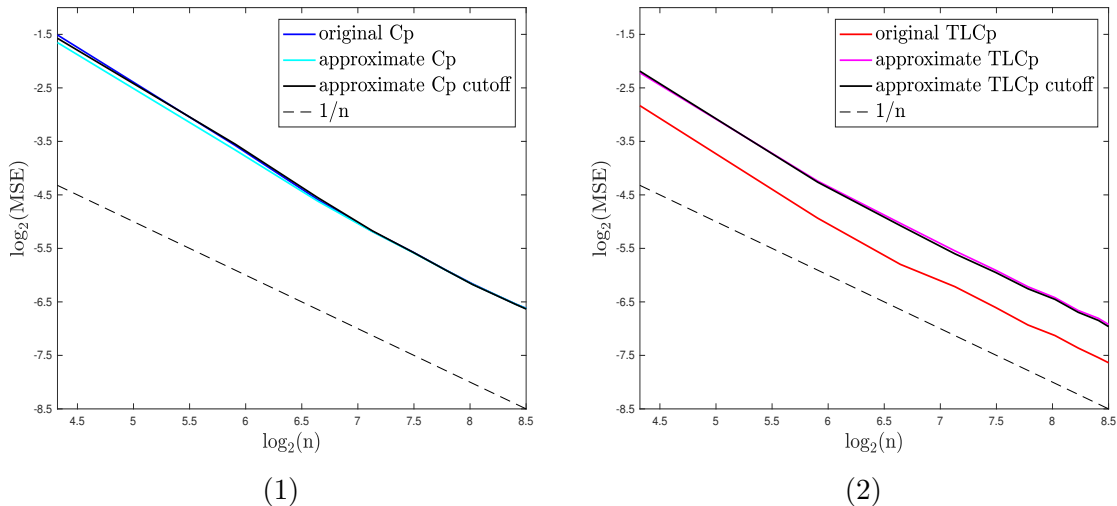 -1.5
-2.5
-3.5
-4.5
-5.5
-6.5
-7.5
-8.5
log2(MSE)
original Cp
approximate Cp
approximate Cp cutoff
1/n
4.5 5 5.5 6 6.5 7 7.5 8 8.5
log2(n)
(1)
-1.5
-2.5
-3.5
-4.5
-5.5
-6.5
-7.5
-8.5
log2(MSE)
original TLCp
approximate TLCp
approximate TLCp cutoff
1/n
4.5 5 5.5 6 6.5 7 7.5 8 8.5
log2(n)
(2)